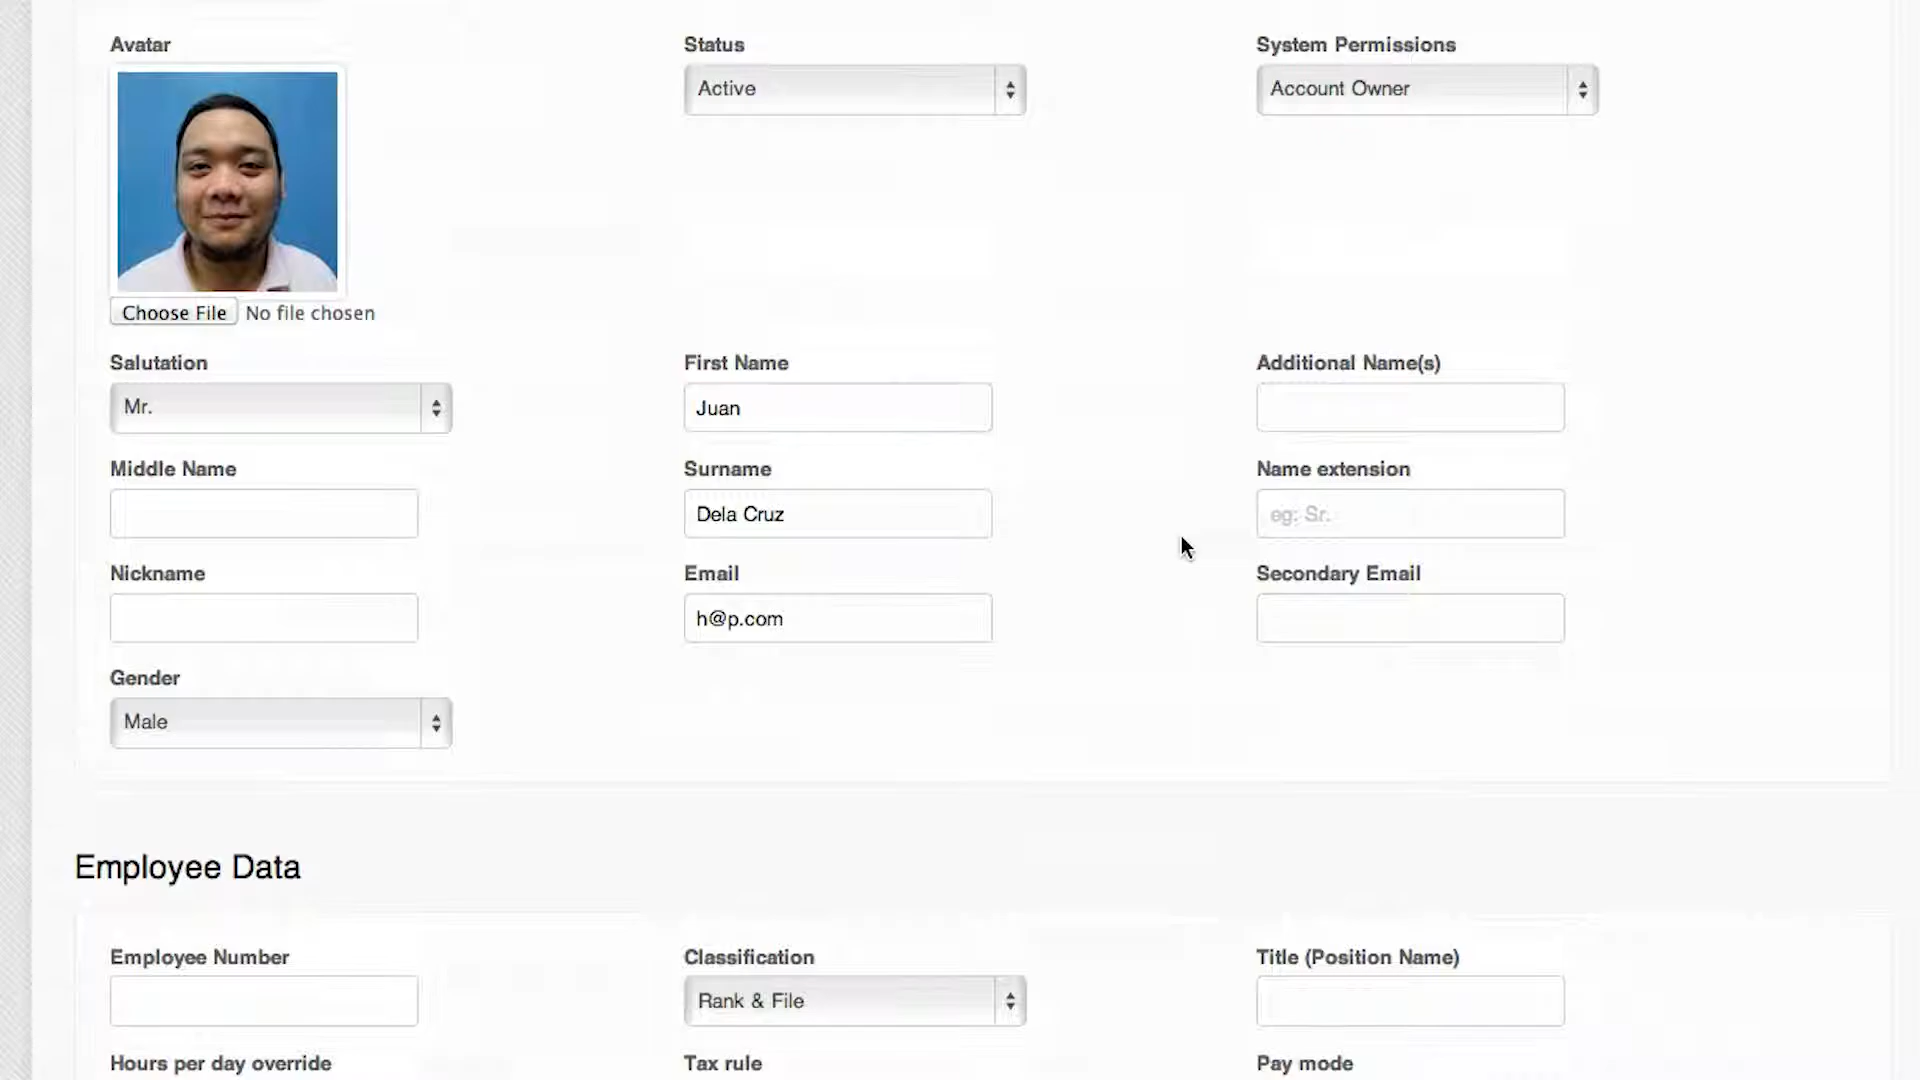 Avatar
Status
System Permissions
Active
Account Owner
Choose File No file chosen
Salutation
First Name
Additional Name(s)
Mr.
Juan
Middle Name
Surname
Name extension
Dela Cruz
eg: Sr.
Nickname
Email
Secondary Email
h@p.com
Gender
Male
Employee Data
Employee Number
Classification
Title (Position Name)
Rank & File
Hours per day override
Tax rule
Pay mode